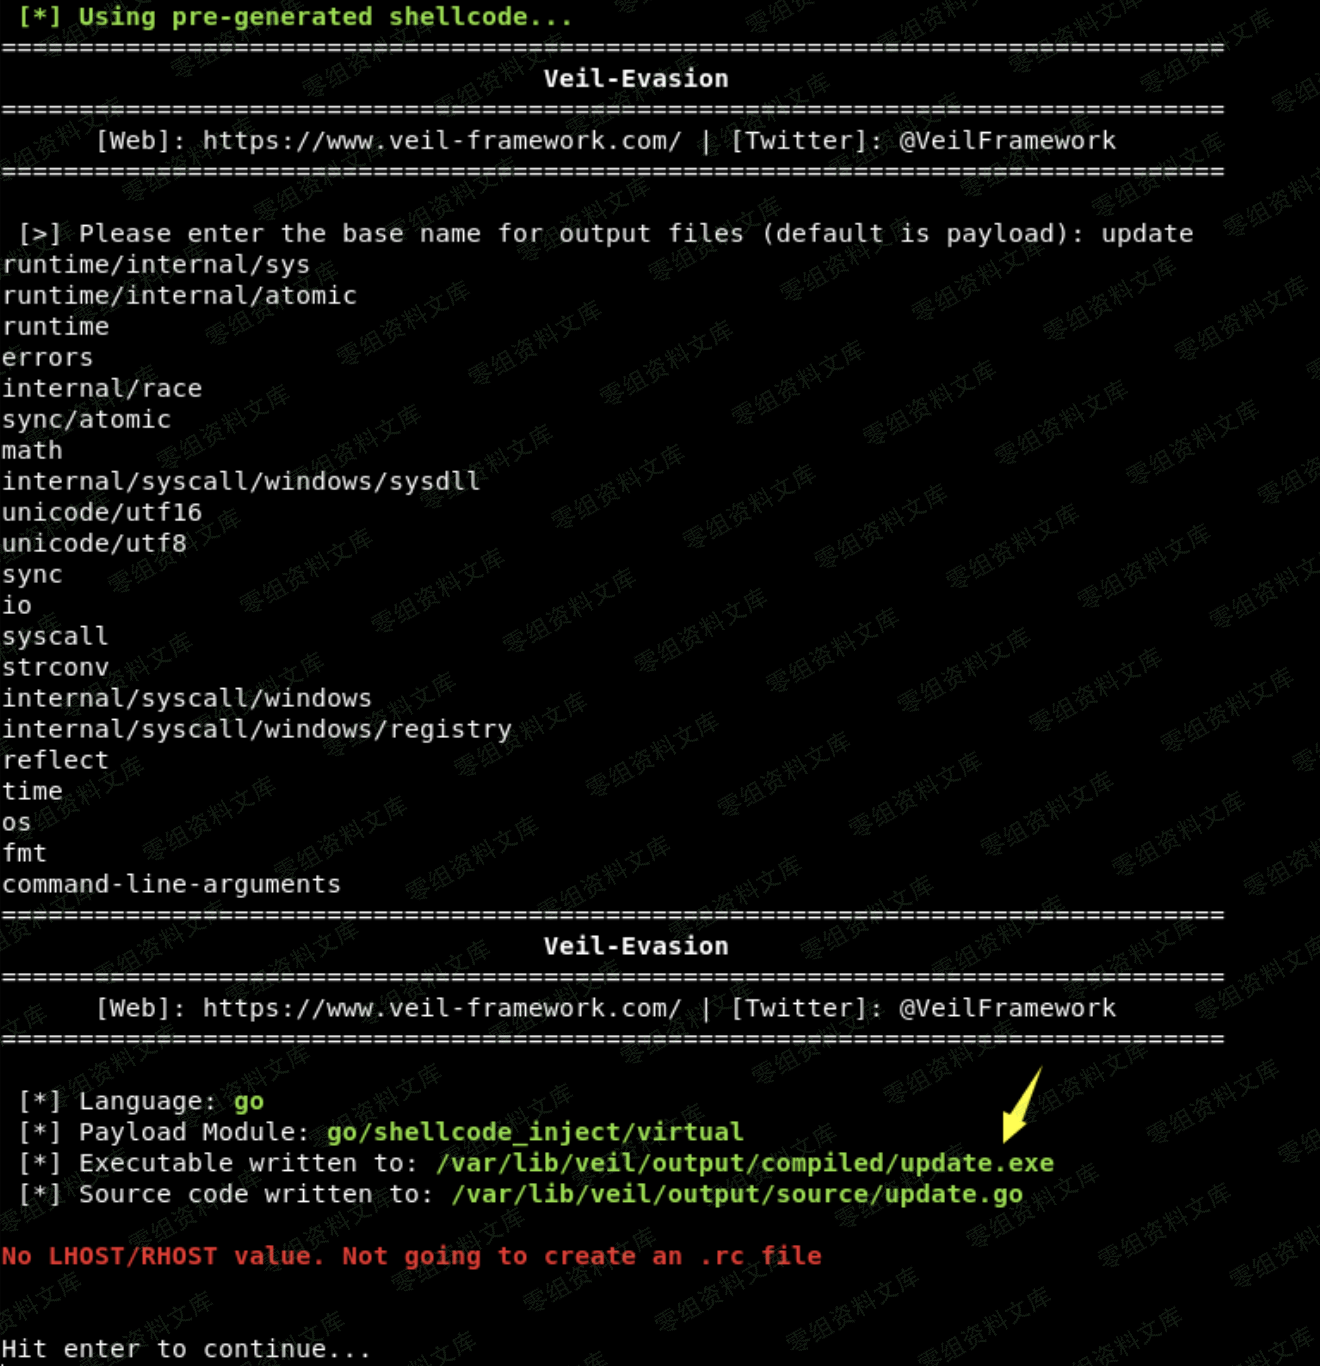 [*] Using pre-generated shellcode...
===============================================================================
Veil-Evasion
===============================================================================
[Web]: https://www.veil-framework.com/ | [Twitter]: @VeilFramework
===============================================================================
[>] Please enter the base name for output files (default is payload): update
runtime/internal/sys
runtime/internal/atomic
runtime
errors
internal/race
sync/atomic
math
internal/syscall/windows/sysdll
unicode/utf16
unicode/utf8
sync
io
syscall
strconv
internal/syscall/windows
internal/syscall/windows/registry
reflect
time
os
fmt
command-line-arguments
===============================================================================
Veil-Evasion
===============================================================================
[Web]: https://www.veil-framework.com/ | [Twitter]: @VeilFramework
===============================================================================
[*] Language: go
[*] Payload Module: go/shellcode_inject/virtual
[*] Executable written to: /var/lib/veil/output/compiled/update.exe
[*] Source code written to: /var/lib/veil/output/source/update.go
No LHOST/RHOST value. Not going to create an .rc file
Hit enter to continue...
零组资料文库